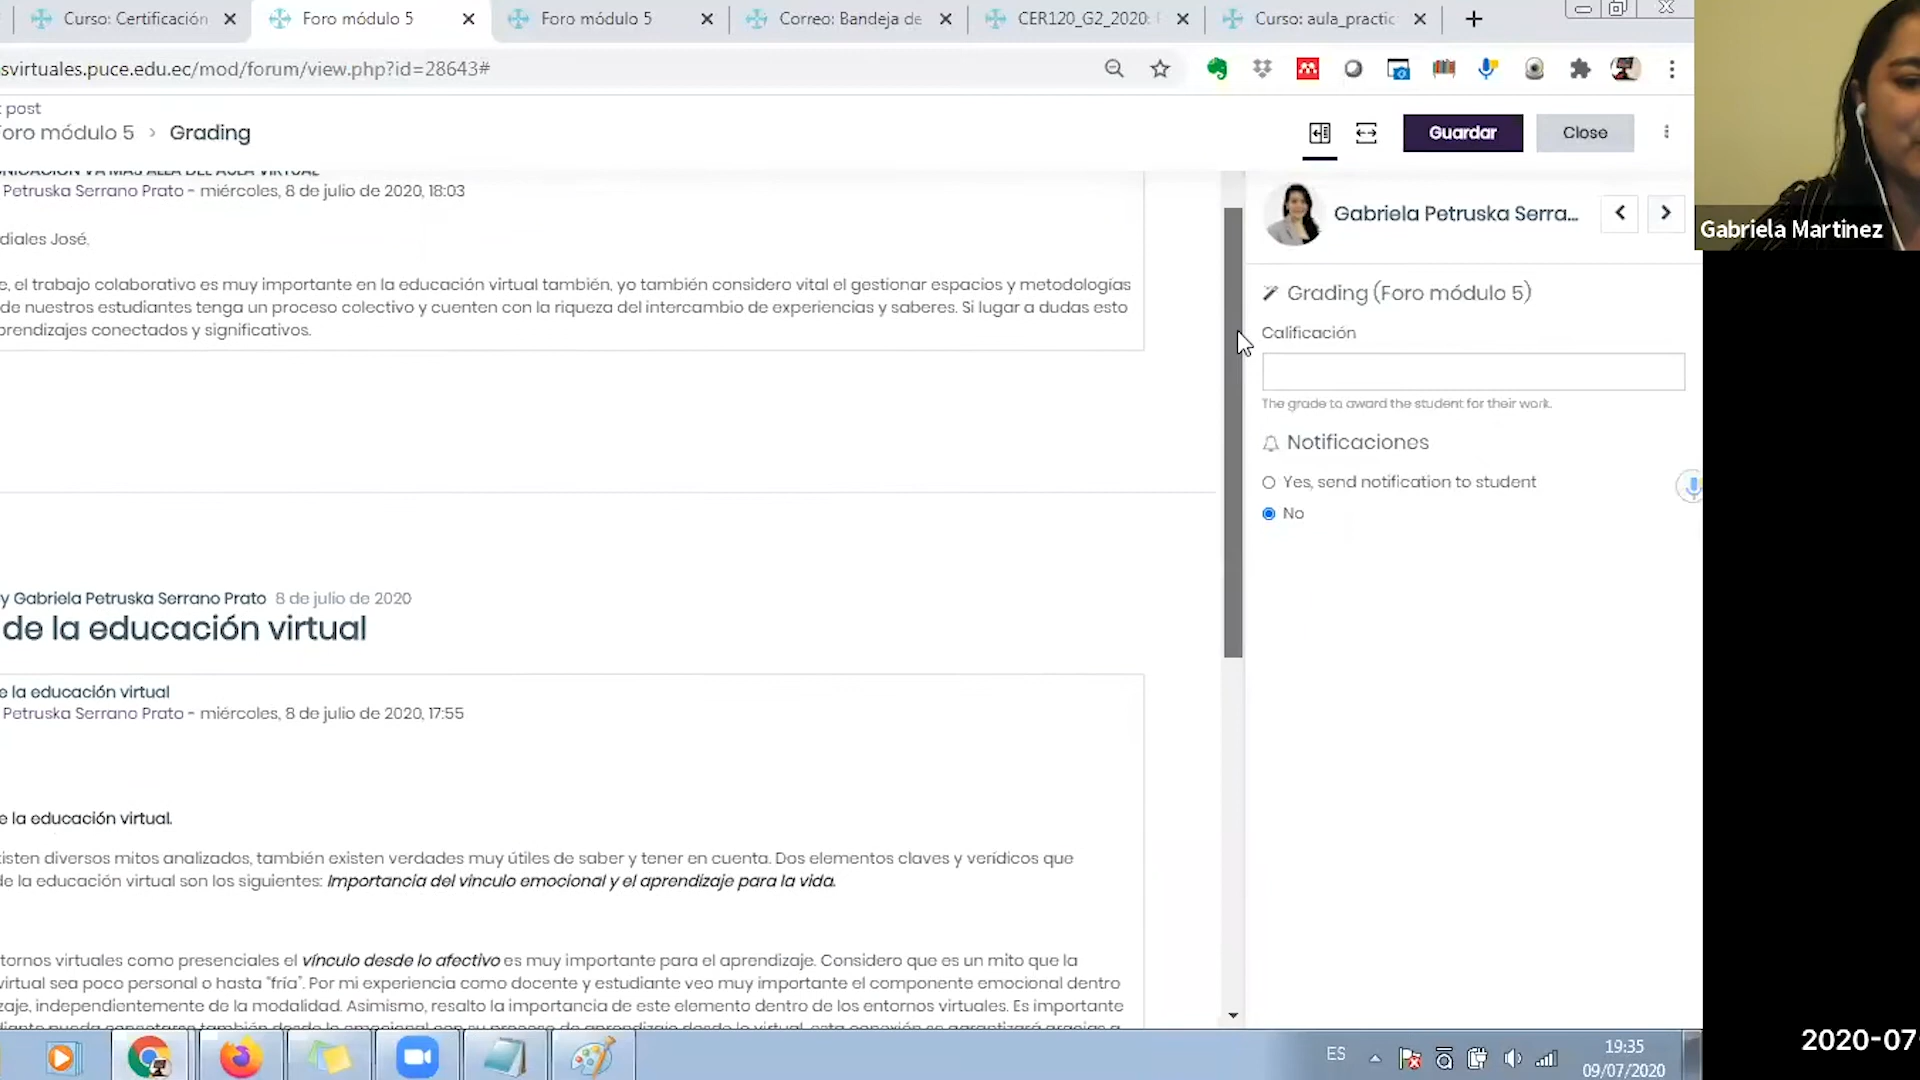 Curso: Certificación
Foro módulo 5
Foro módulo 5
Correo: Bandeja de
CER120_G2_2020:
Curso: aula_practic
svirtuales.puce.edu.ec/mod/forum/view.php?id=28643#
post
oro módulo 5 › Grading
Guardar
Close
NICACIÓN VA MÁS ALLÁ DEL AULA VIRTUAL
Petruska Serrano Prato - miércoles, 8 de julio de 2020, 18:03
diales José,
e, el trabajo colaborativo es muy importante en la educación virtual también, yo también considero vital el gestionar espacios y metodologías
de nuestros estudiantes tenga un proceso colectivo y cuenten con la riqueza del intercambio de experiencias y saberes. Si lugar a dudas esto
prendizajes conectados y significativos.
y Gabriela Petruska Serrano Prato 8 de julio de 2020
de la educación virtual
e la educación virtual
Petruska Serrano Prato - miércoles, 8 de julio de 2020, 17:55
e la educación virtual.
isten diversos mitos analizados, también existen verdades muy útiles de saber y tener en cuenta. Dos elementos claves y verídicos que
de la educación virtual son los siguientes: Importancia del vínculo emocional y el aprendizaje para la vida.
tornos virtuales como presenciales el vínculo desde lo afectivo es muy importante para el aprendizaje. Considero que es un mito que la
virtual sea poco personal o hasta "fría". Por mi experiencia como docente y estudiante veo muy importante el componente emocional dentro
zaje, independientemente de la modalidad. Asimismo, resalto la importancia de este elemento dentro de los entornos virtuales. Es importante
Gabriela Petruska Serra...
Grading (Foro módulo 5)
Calificación
The grade to award the student for their work.
Notificaciones
Yes, send notification to student
No
Gabriela Martinez
ES
19:35
09/07/2020
2020-07